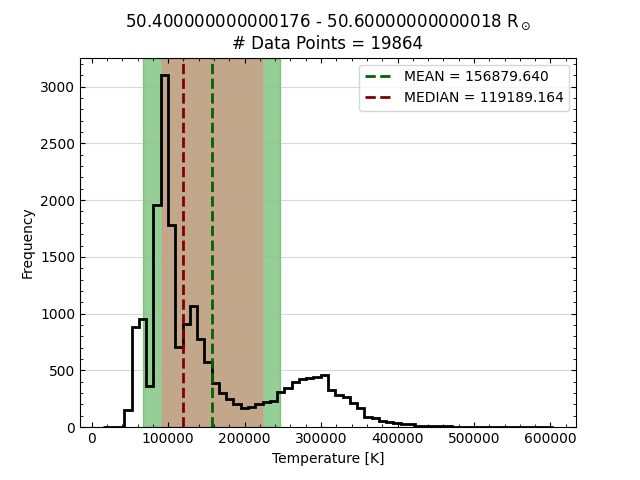 50.400000000000176 - 50.60000000000018 R⊙
# Data Points = 19864
MEAN = 156879.640
MEDIAN = 119189.164
Frequency
3000
2500
2000
1500
1000
500
0
0 100000 200000 300000 400000 500000 600000
Temperature [K]